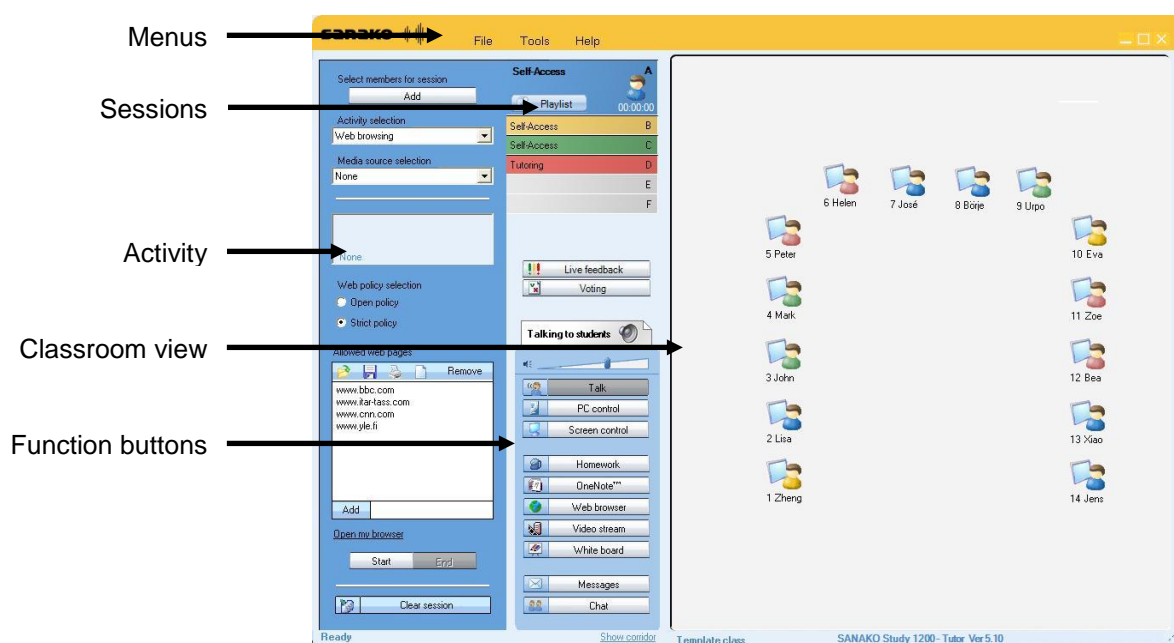 Menus
Sessions
Activity
Classroom view
Function buttons
sanako
File Tools Help
Select members for session
Add
Activity selection
Web browsing
Media source selection
None
None
Web policy selection
Open policy
Strict policy
Allowed web pages
Remove
www.bbc.com
www.itar-tass.com
www.cnn.com
www.yle.fi
Add
Open my browser
Start End
Clear session
Ready
Self-Access A
Playlist 00:00:00
Self-Access B
Self-Access C
Tutoring D
E
F
Live feedback
Voting
Talking to students
Talk
PC control
Screen control
Homework
OneNote™
Web browser
Video stream
White board
Messages
Chat
Show corridor
6 Helen 7 José 8 Börje 9 Urpo
5 Peter 10 Eva
4 Mark 11 Zoe
3 John 12 Bea
2 Lisa 13 Xiao
1 Zheng 14 Jens
Template class SANAKO Study 1200 - Tutor Ver 5.10